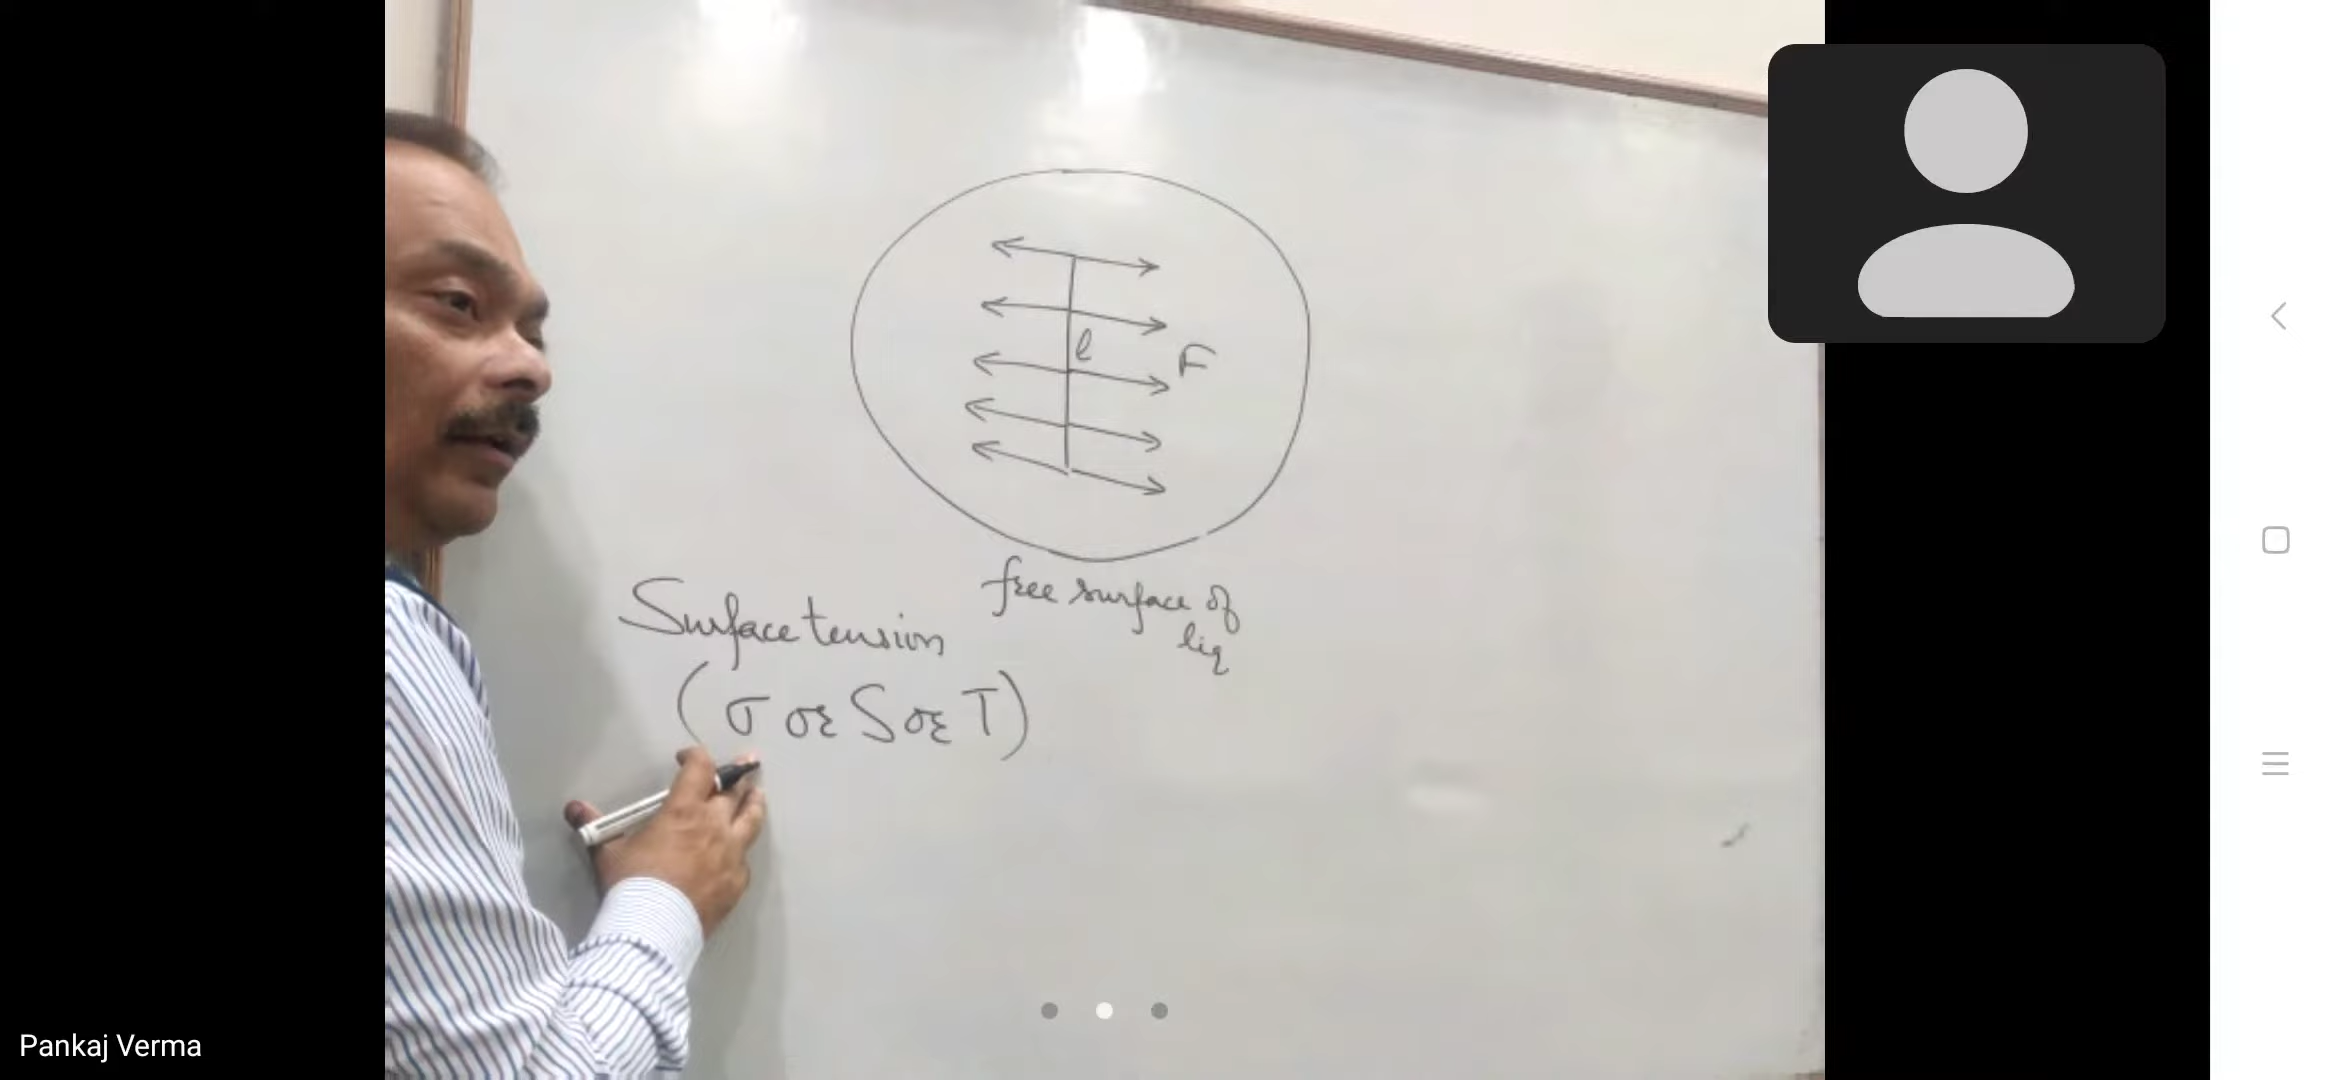 l
F
free surface of
liq
Surface tension
(σ or S or T)
Pankaj Verma